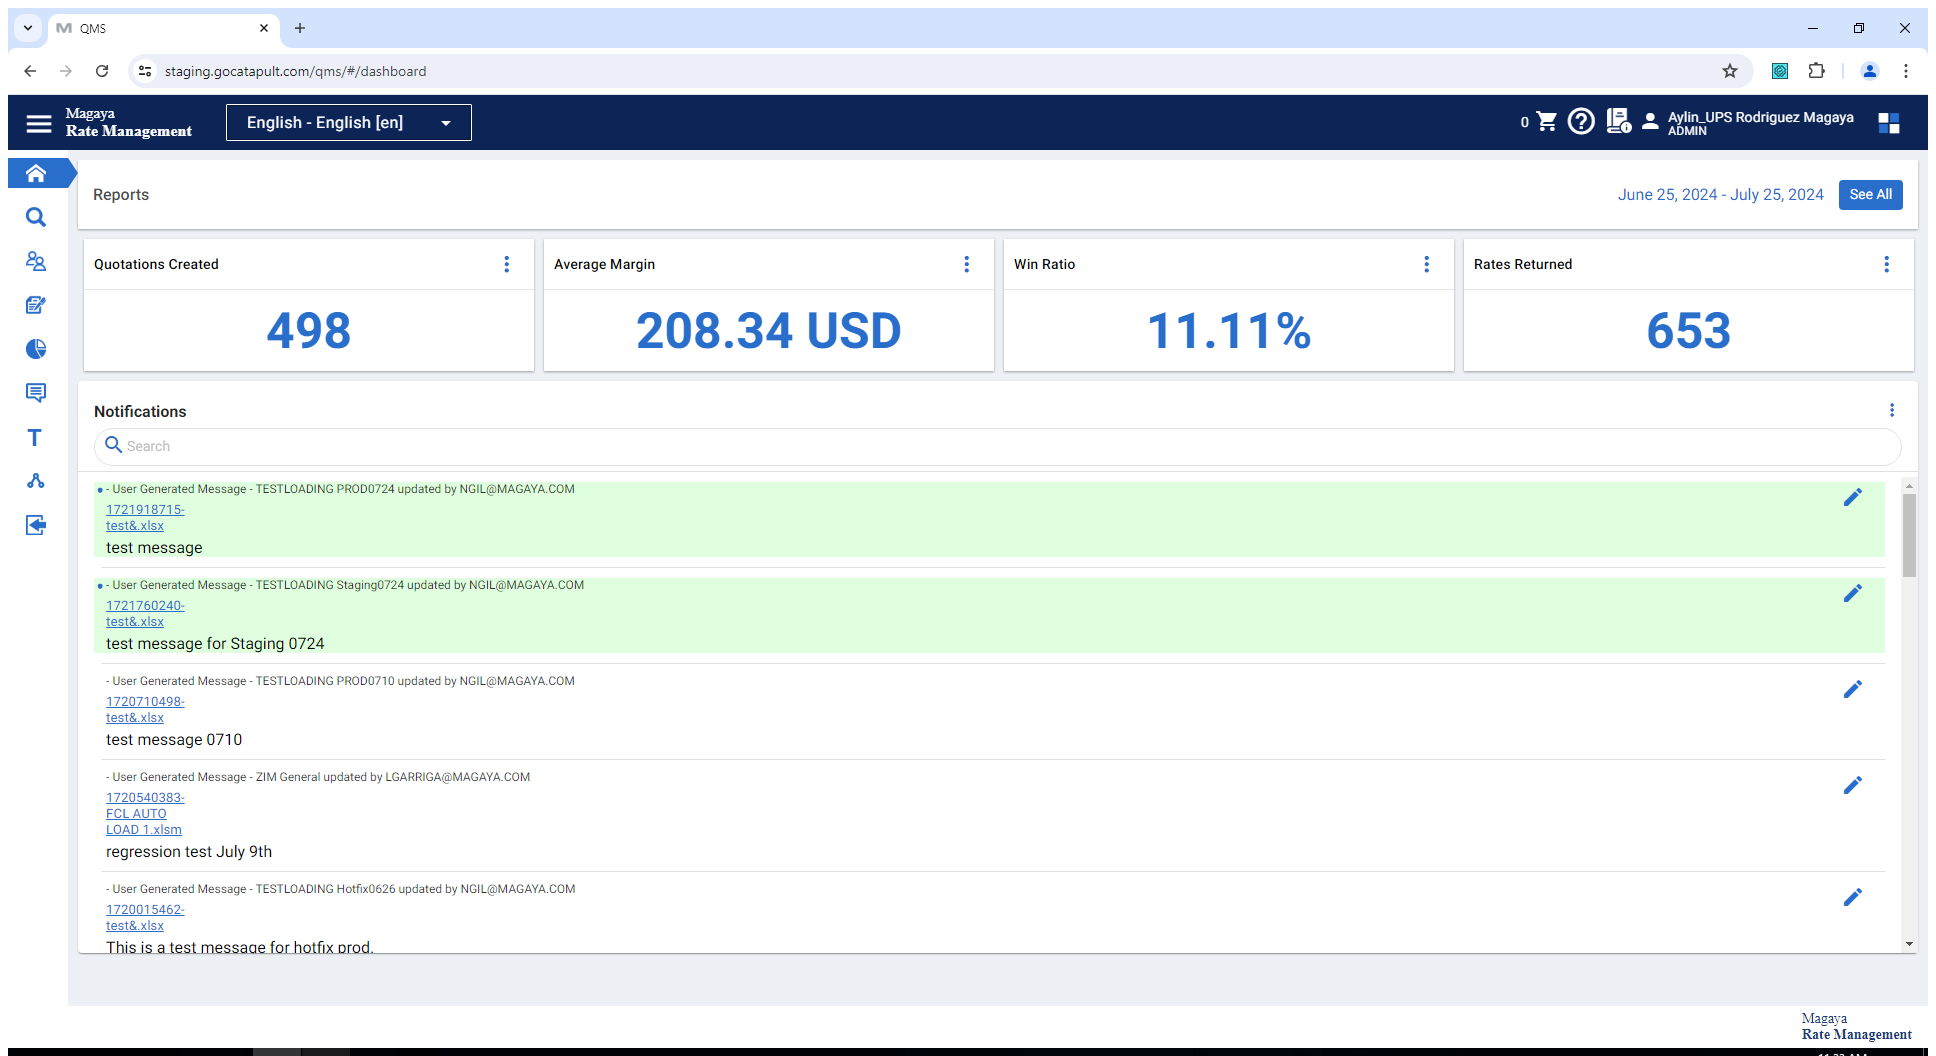 QMS
staging.gocatapult.com/qms/#/dashboard
Magaya
Rate Management
English - English [en]
0
Aylin_UPS Rodriguez Magaya
ADMIN
Reports
June 25, 2024 - July 25, 2024
See All
Quotations Created
498
Average Margin
208.34 USD
Win Ratio
11.11%
Rates Returned
653
Notifications
Search
- User Generated Message - TESTLOADING PROD0724 updated by NGIL@MAGAYA.COM
1721918715-
test&.xlsx
test message
- User Generated Message - TESTLOADING Staging0724 updated by NGIL@MAGAYA.COM
1721760240-
test&.xlsx
test message for Staging 0724
- User Generated Message - TESTLOADING PROD0710 updated by NGIL@MAGAYA.COM
1720710498-
test&.xlsx
test message 0710
- User Generated Message - ZIM General updated by LGARRIGA@MAGAYA.COM
1720540383-
FCL AUTO
LOAD 1.xlsm
regression test July 9th
- User Generated Message - TESTLOADING Hotfix0626 updated by NGIL@MAGAYA.COM
1720015462-
test&.xlsx
This is a test message for hotfix prod.
T
Magaya
Rate Management